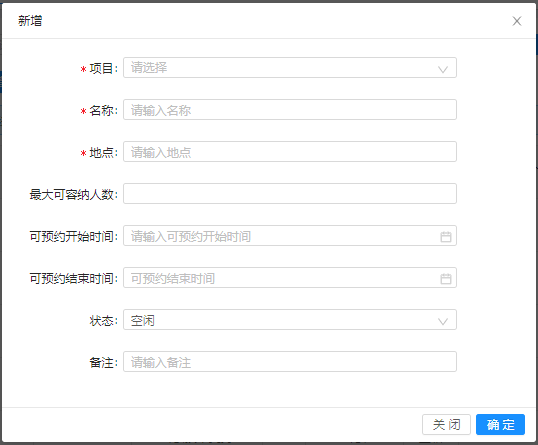 新增
* 项目: 请选择
* 名称: 请输入名称
* 地点: 请输入地点
最大可容纳人数:
可预约开始时间: 请输入可预约开始时间
可预约结束时间: 可预约结束时间
状态: 空闲
备注: 请输入备注
关闭 确定